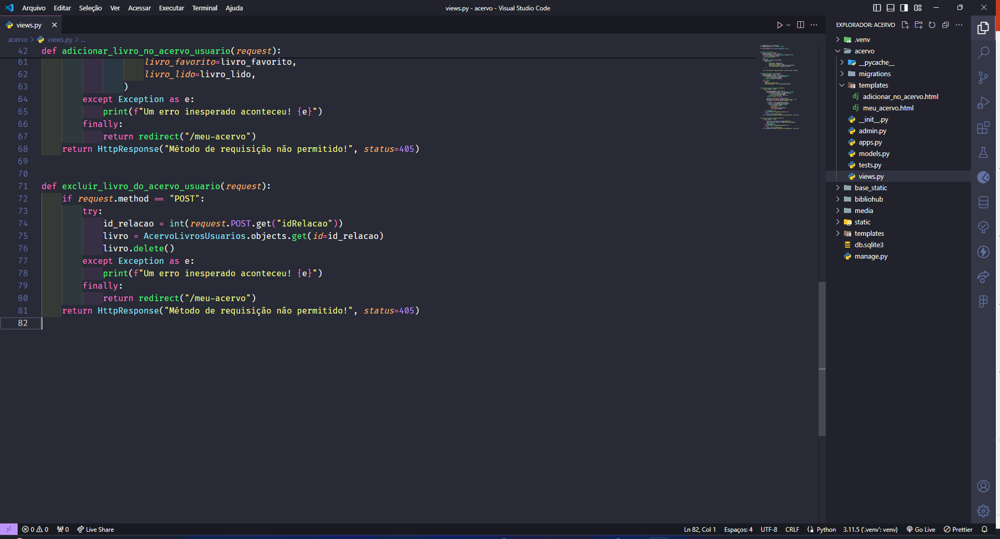 Arquivo Editar Seleção Ver Acessar Executar Terminal Ajuda
views.py - acervo - Visual Studio Code
views.py
acervo > views.py > ...
42 def adicionar_livro_no_acervo_usuario(request):
61 livro_favorito=livro_favorito,
62 livro_lido=livro_lido,
63 )
64 except Exception as e:
65 print(f"Um erro inesperado aconteceu! {e}")
66 finally:
67 return redirect("/meu-acervo")
68 return HttpResponse("Método de requisição não permitido!", status=405)
69
70
71 def excluir_livro_do_acervo_usuario(request):
72 if request.method == "POST":
73 try:
74 id_relacao = int(request.POST.get("idRelacao"))
75 livro = AcervoLivrosUsuarios.objects.get(id=id_relacao)
76 livro.delete()
77 except Exception as e:
78 print(f"Um erro inesperado aconteceu! {e}")
79 finally:
80 return redirect("/meu-acervo")
81 return HttpResponse("Método de requisição não permitido!", status=405)
82
EXPLORADOR: ACERVO
.venv
acervo
__pycache__
migrations
templates
dj adicionar_no_acervo.html
dj meu_acervo.html
__init__.py
admin.py
apps.py
models.py
tests.py
views.py
base_static
bibliohub
media
static
templates
db.sqlite3
manage.py
0 0 0 Live Share
Ln 82, Col 1 Espaços: 4 UTF-8 CRLF Python 3.11.5 ('.venv': venv) Go Live Prettier